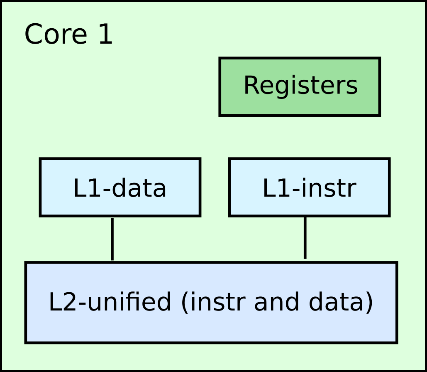 Core 1
Registers
L1-data
L1-instr
L2-unified (instr and data)